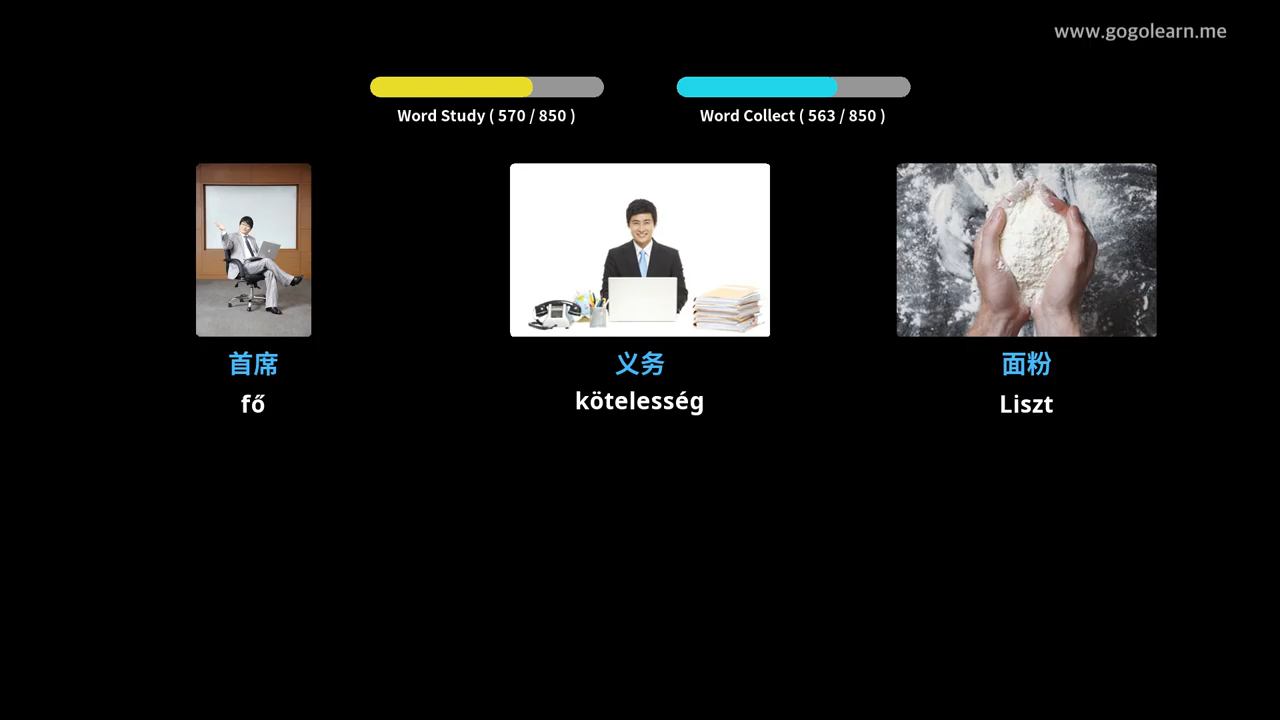 www.gogolearn.me
Word Study ( 570 / 850 )
Word Collect ( 563 / 850 )
首席
fő
义务
kötelesség
面粉
Liszt